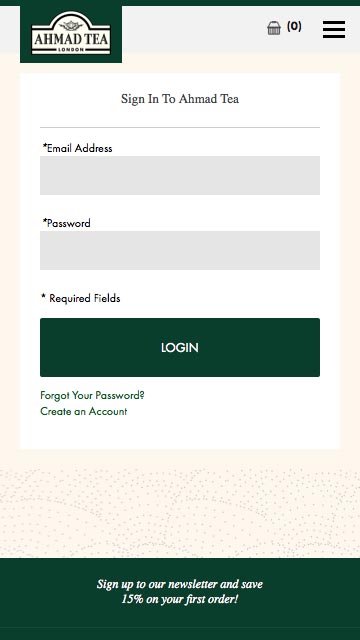 AHMAD TEA
LONDON
(0)
Sign In To Ahmad Tea
*Email Address
*Password
* Required Fields
LOGIN
Forgot Your Password?
Create an Account
Sign up to our newsletter and save
15% on your first order!